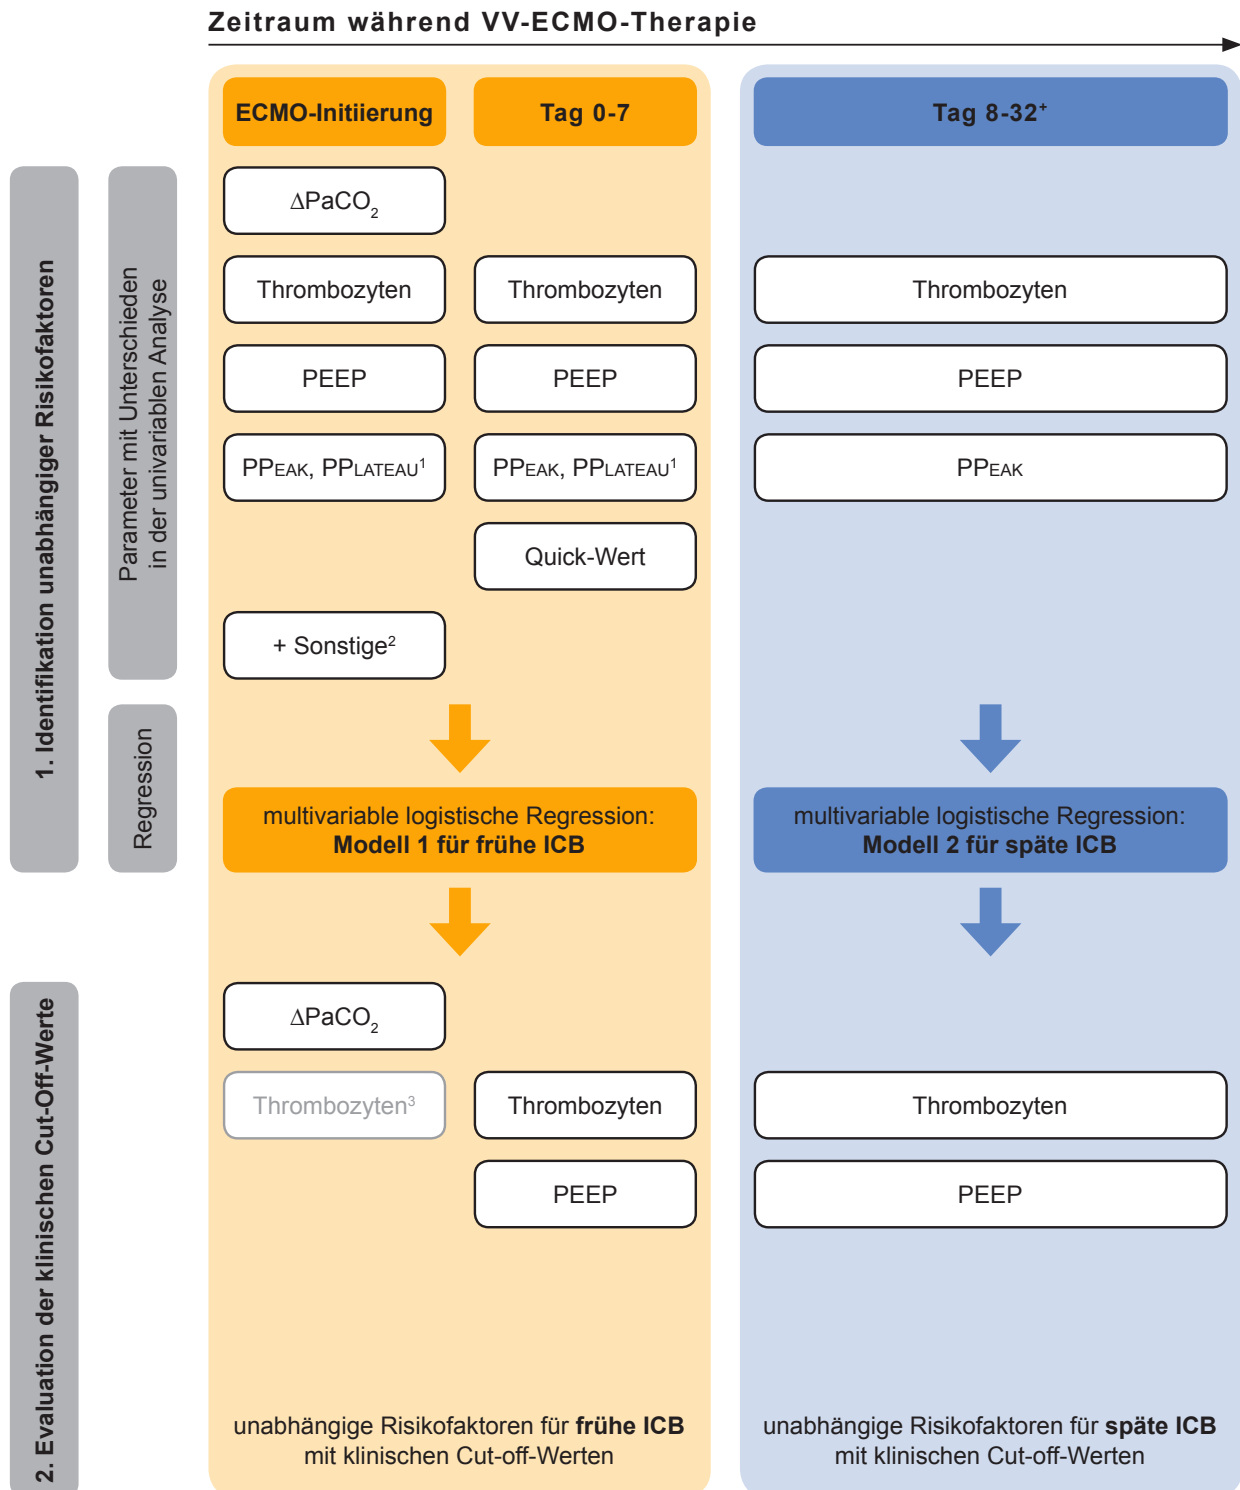 Zeitraum während VV-ECMO-Therapie
ECMO-Initiierung
Tag 0-7
Tag 8-32⁺
1. Identifikation unabhängiger Risikofaktoren
Parameter mit Unterschieden
in der univariablen Analyse
ΔPaCO₂
Thrombozyten
Thrombozyten
Thrombozyten
PEEP
PEEP
PEEP
PPEAK, PPLATEAU¹
PPEAK, PPLATEAU¹
PPEAK
Quick-Wert
+ Sonstige²
Regression
multivariable logistische Regression:
Modell 1 für frühe ICB
multivariable logistische Regression:
Modell 2 für späte ICB
2. Evaluation der klinischen Cut-Off-Werte
ΔPaCO₂
Thrombozyten³
Thrombozyten
Thrombozyten
PEEP
PEEP
unabhängige Risikofaktoren für frühe ICB
mit klinischen Cut-off-Werten
unabhängige Risikofaktoren für späte ICB
mit klinischen Cut-off-Werten